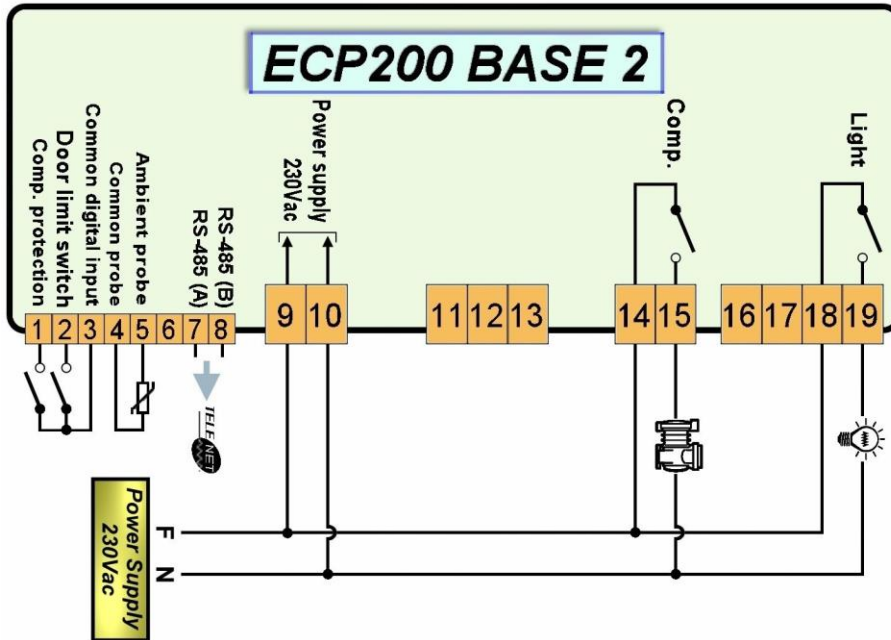 ECP200 BASE 2
Comp. protection
Door limit switch
Common digital input
Common probe
Ambient probe
RS-485 (A)
RS-485 (B)
Power supply
230Vac
Comp.
Light
1 2 3 4 5 6 7 8
9 10
11 12 13
14 15
16 17 18 19
TELE NET
Power Supply
230Vac
F
N